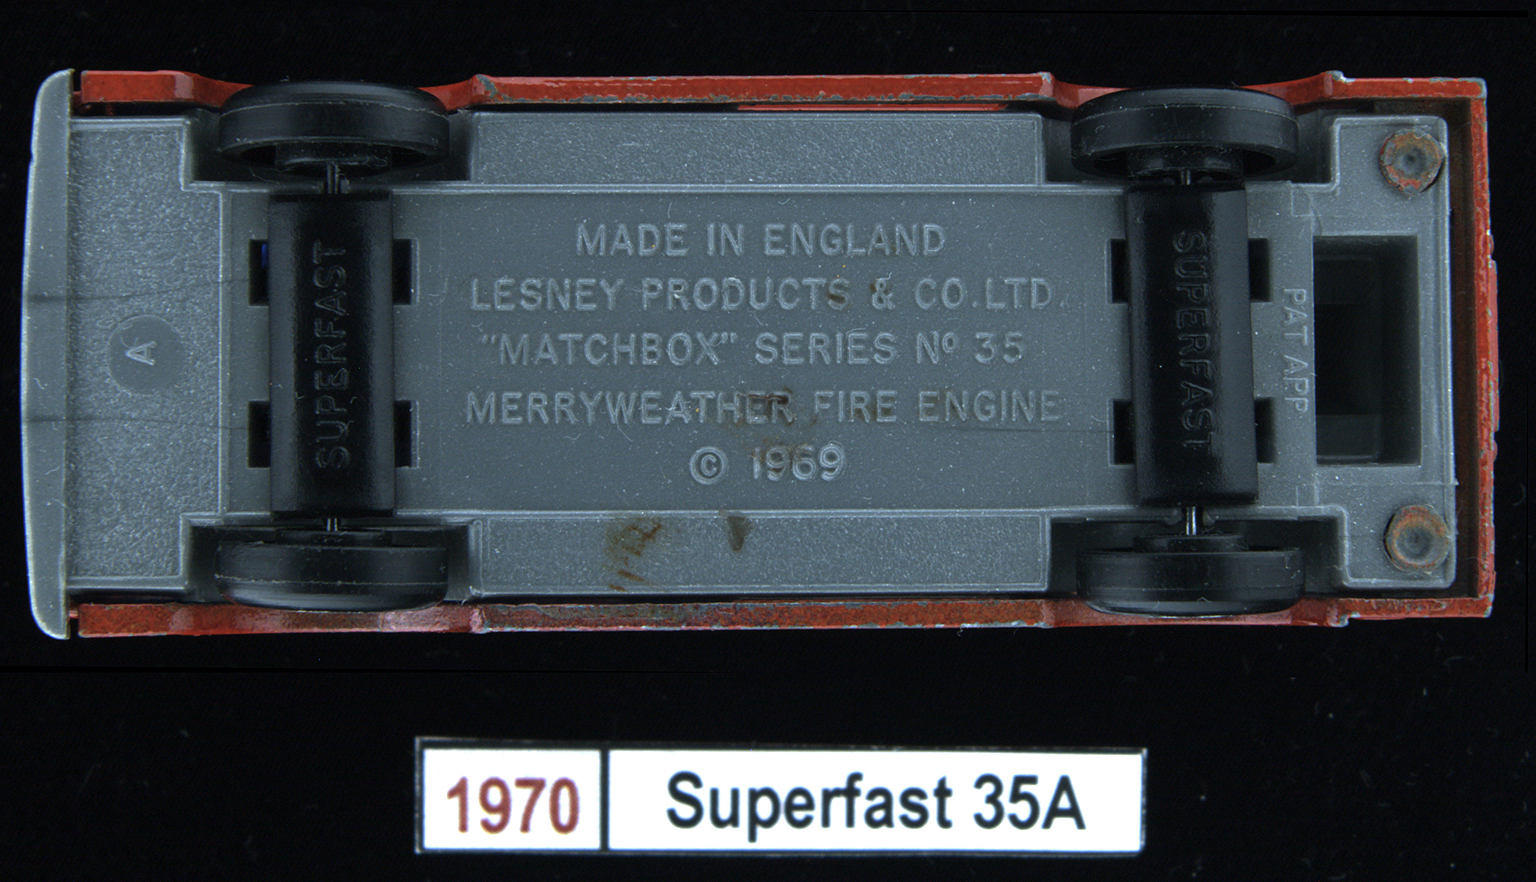 MADE IN ENGLAND
LESNEY PRODUCTS & CO.LTD.
"MATCHBOX" SERIES Nº 35
MERRYWEATHER FIRE ENGINE
© 1969
A
SUPERFAST
SUPERFAST
PAT APP
1970 Superfast 35A